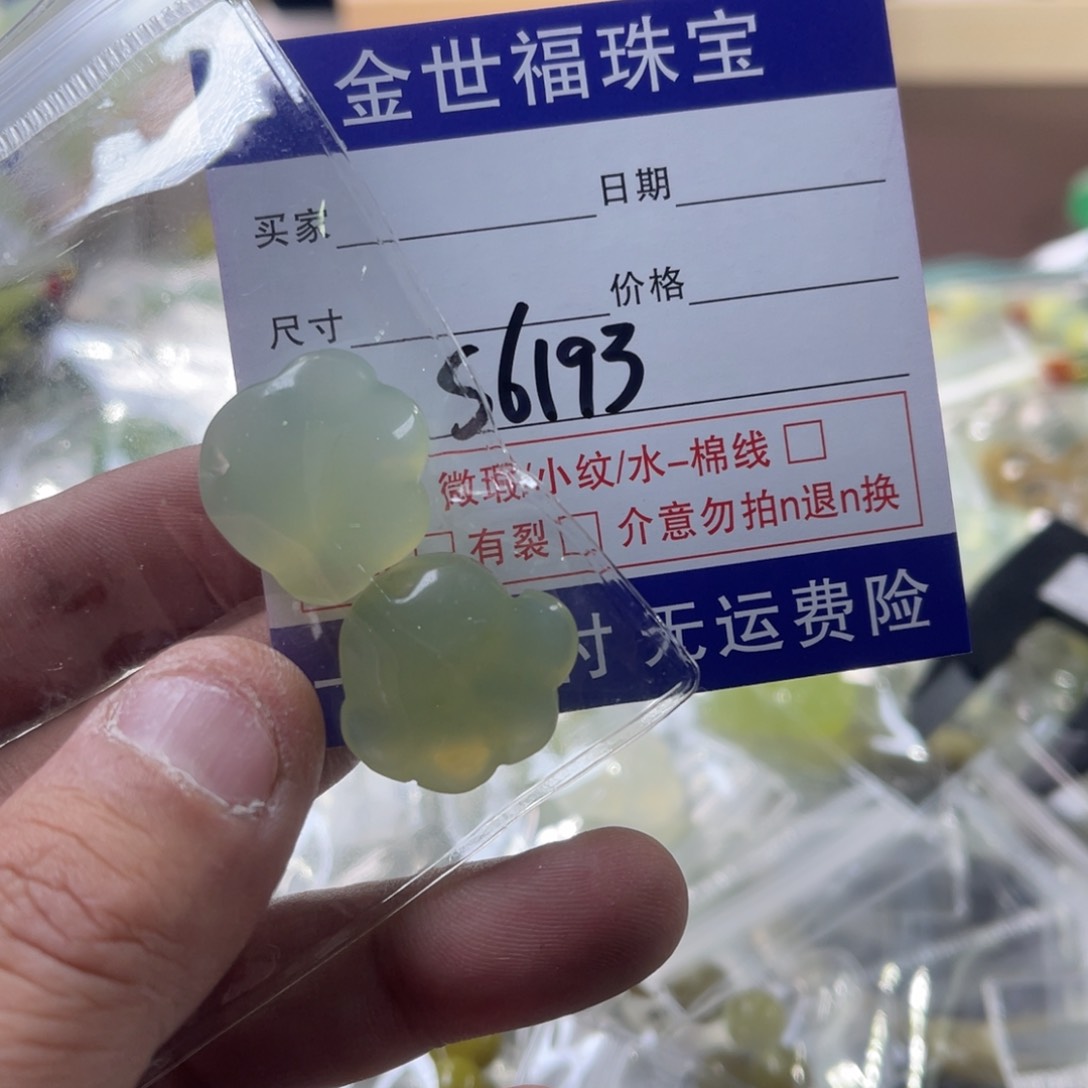 金世福珠宝
买家 日期
尺寸 价格
S6193
微瑕/小纹/水-棉线
有裂 介意勿拍n退n换
无运费险